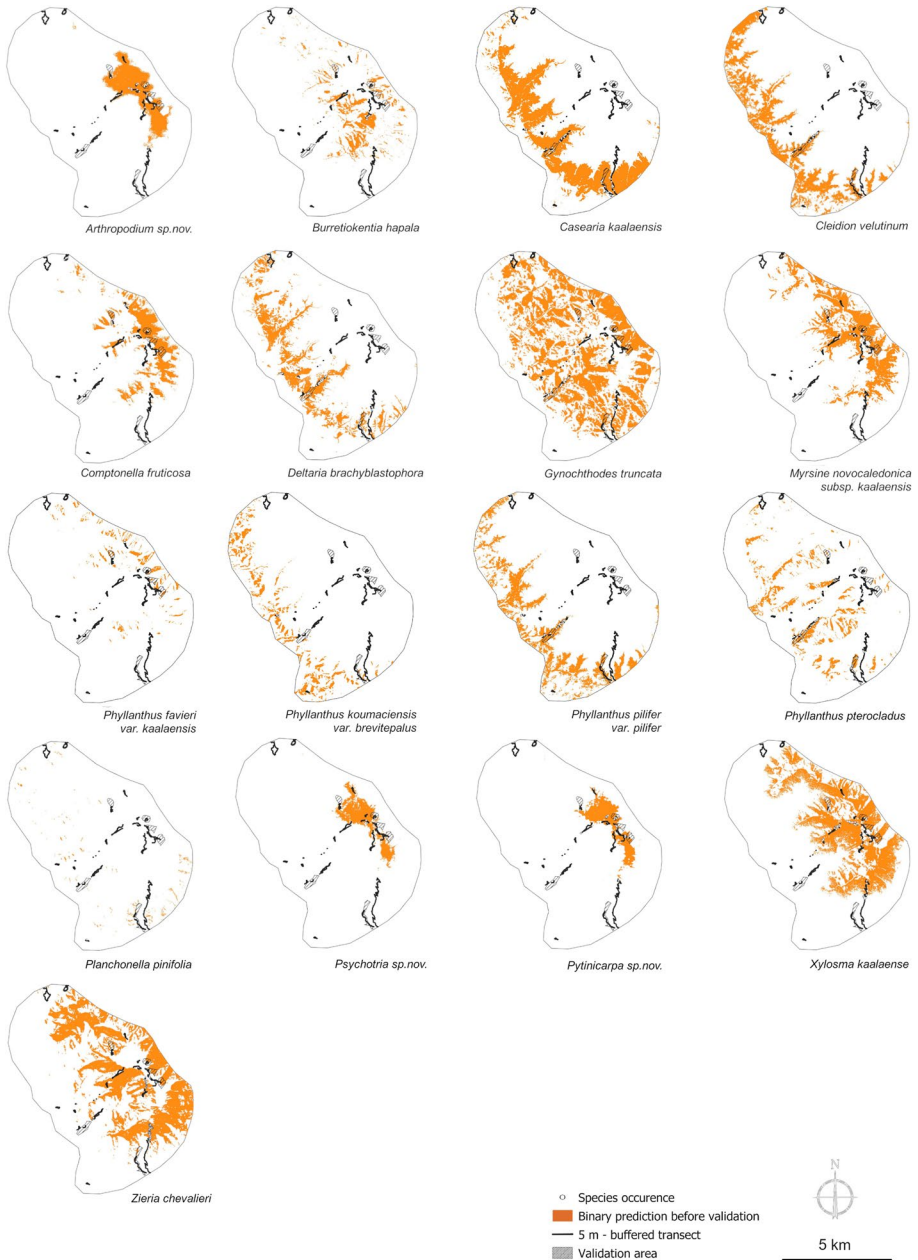 Arthropodium sp.nov.
Burretiokentia hapala
Casearia kaalaensis
Cleidion velutinum
Comptonella fruticosa
Deltaria brachyblastophora
Gynochthodes truncata
Myrsine novocaledonica
subsp. kaalaensis
Phyllanthus favieri
var. kaalaensis
Phyllanthus koumaciensis
var. brevitepalus
Phyllanthus pilifer
var. pilifer
Phyllanthus pterocladus
Planchonella pinifolia
Psychotria sp.nov.
Pytinicarpa sp.nov.
Xylosma kaalaense
Zieria chevalieri
N
Species occurence
Binary prediction before validation
5 m - buffered transect
Validation area
5 km